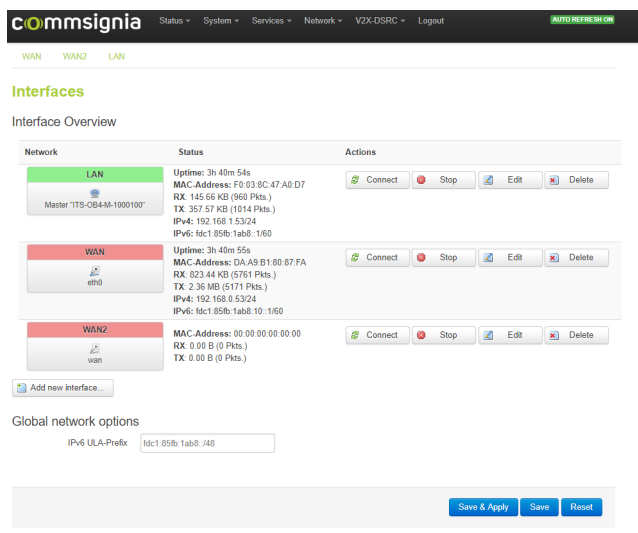 commsignia Status System Services Network V2X-DSRC Logout AUTO REFRESH ON
WAN WAN2 LAN
Interfaces
Interface Overview
Network Status Actions
LAN
Master "ITS-OB4-M-1000100"
Uptime: 3h 40m 54s
MAC-Address: F0:03:8C:47:A0:D7
RX: 145.66 KB (960 Pkts.)
TX: 357.57 KB (1014 Pkts.)
IPv4: 192.168.1.53/24
IPv6: fdc1:85fb:1ab8::1/60
Connect Stop Edit Delete
WAN
eth0
Uptime: 3h 40m 55s
MAC-Address: DA:A9:B1:80:87:FA
RX: 823.44 KB (5761 Pkts.)
TX: 2.36 MB (5171 Pkts.)
IPv4: 192.168.0.53/24
IPv6: fdc1:85fb:1ab8:10::1/60
Connect Stop Edit Delete
WAN2
wan
MAC-Address: 00:00:00:00:00:00
RX: 0.00 B (0 Pkts.)
TX: 0.00 B (0 Pkts.)
Connect Stop Edit Delete
Add new interface...
Global network options
IPv6 ULA-Prefix fdc1:85fb:1ab8::/48
Save & Apply Save Reset